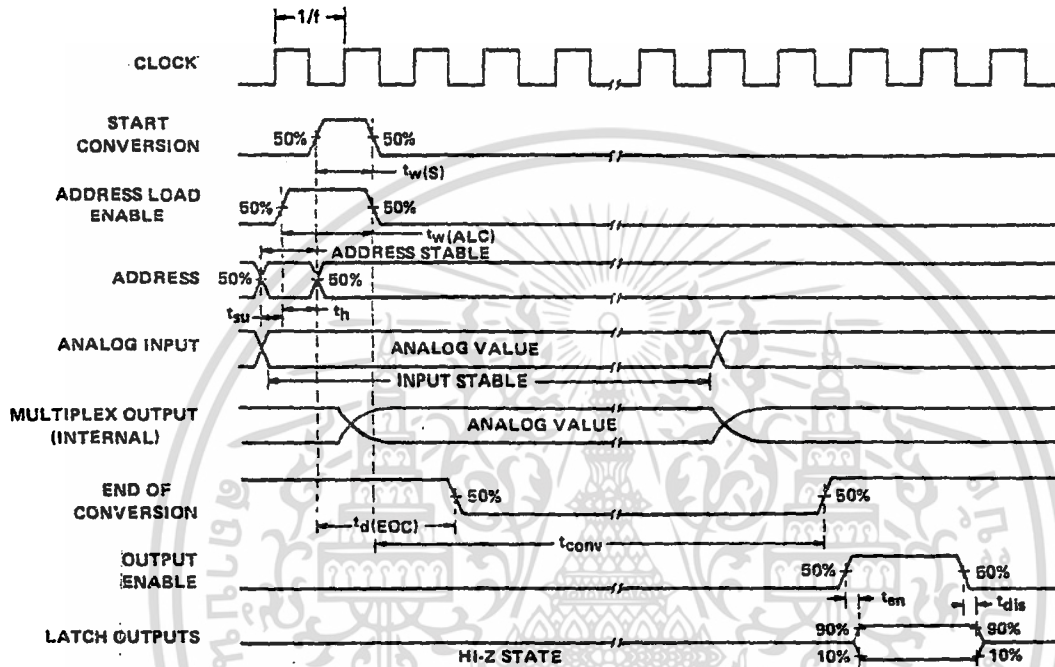 1/f
CLOCK
START
CONVERSION
50%
50%
tw(S)
ADDRESS LOAD
ENABLE
50%
50%
tw(ALC)
ADDRESS STABLE
ADDRESS
50%
50%
tsu
th
ANALOG INPUT
ANALOG VALUE
INPUT STABLE
MULTIPLEX OUTPUT
(INTERNAL)
ANALOG VALUE
END OF
CONVERSION
50%
50%
td(EOC)
tconv
OUTPUT
ENABLE
50%
50%
ten
tdis
LATCH OUTPUTS
90%
90%
HI-Z STATE
10%
10%